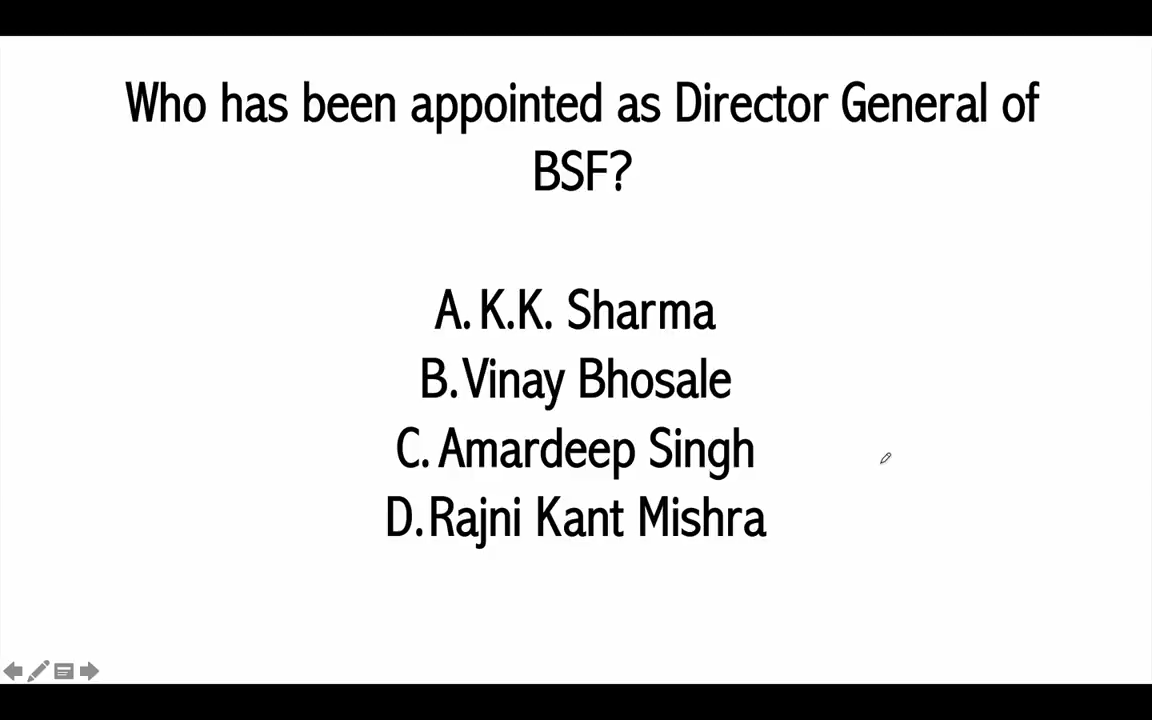 Who has been appointed as Director General of
BSF?
A. K.K. Sharma
B. Vinay Bhosale
C. Amardeep Singh
D. Rajni Kant Mishra